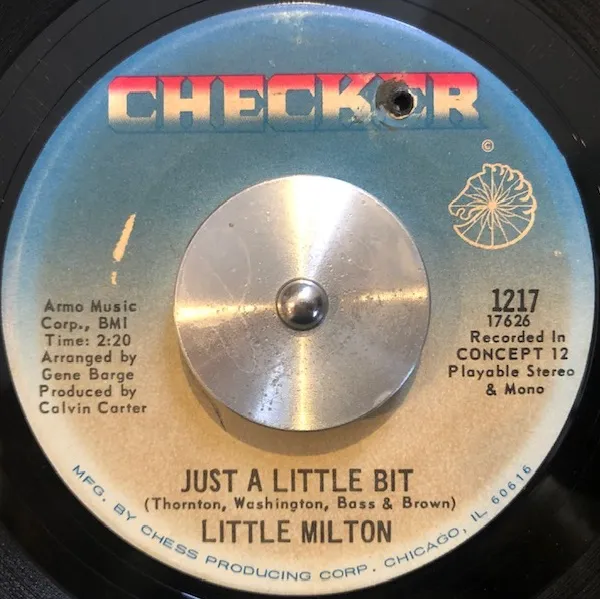 CHECKER
©
Armo Music
Corp., BMI
Time: 2:20
Arranged by
Gene Barge
Produced by
Calvin Carter
1217
17626
Recorded In
CONCEPT 12
Playable Stereo
& Mono
JUST A LITTLE BIT
(Thornton, Washington, Bass & Brown)
LITTLE MILTON
MFG. BY CHESS PRODUCING CORP. CHICAGO, IL 60616